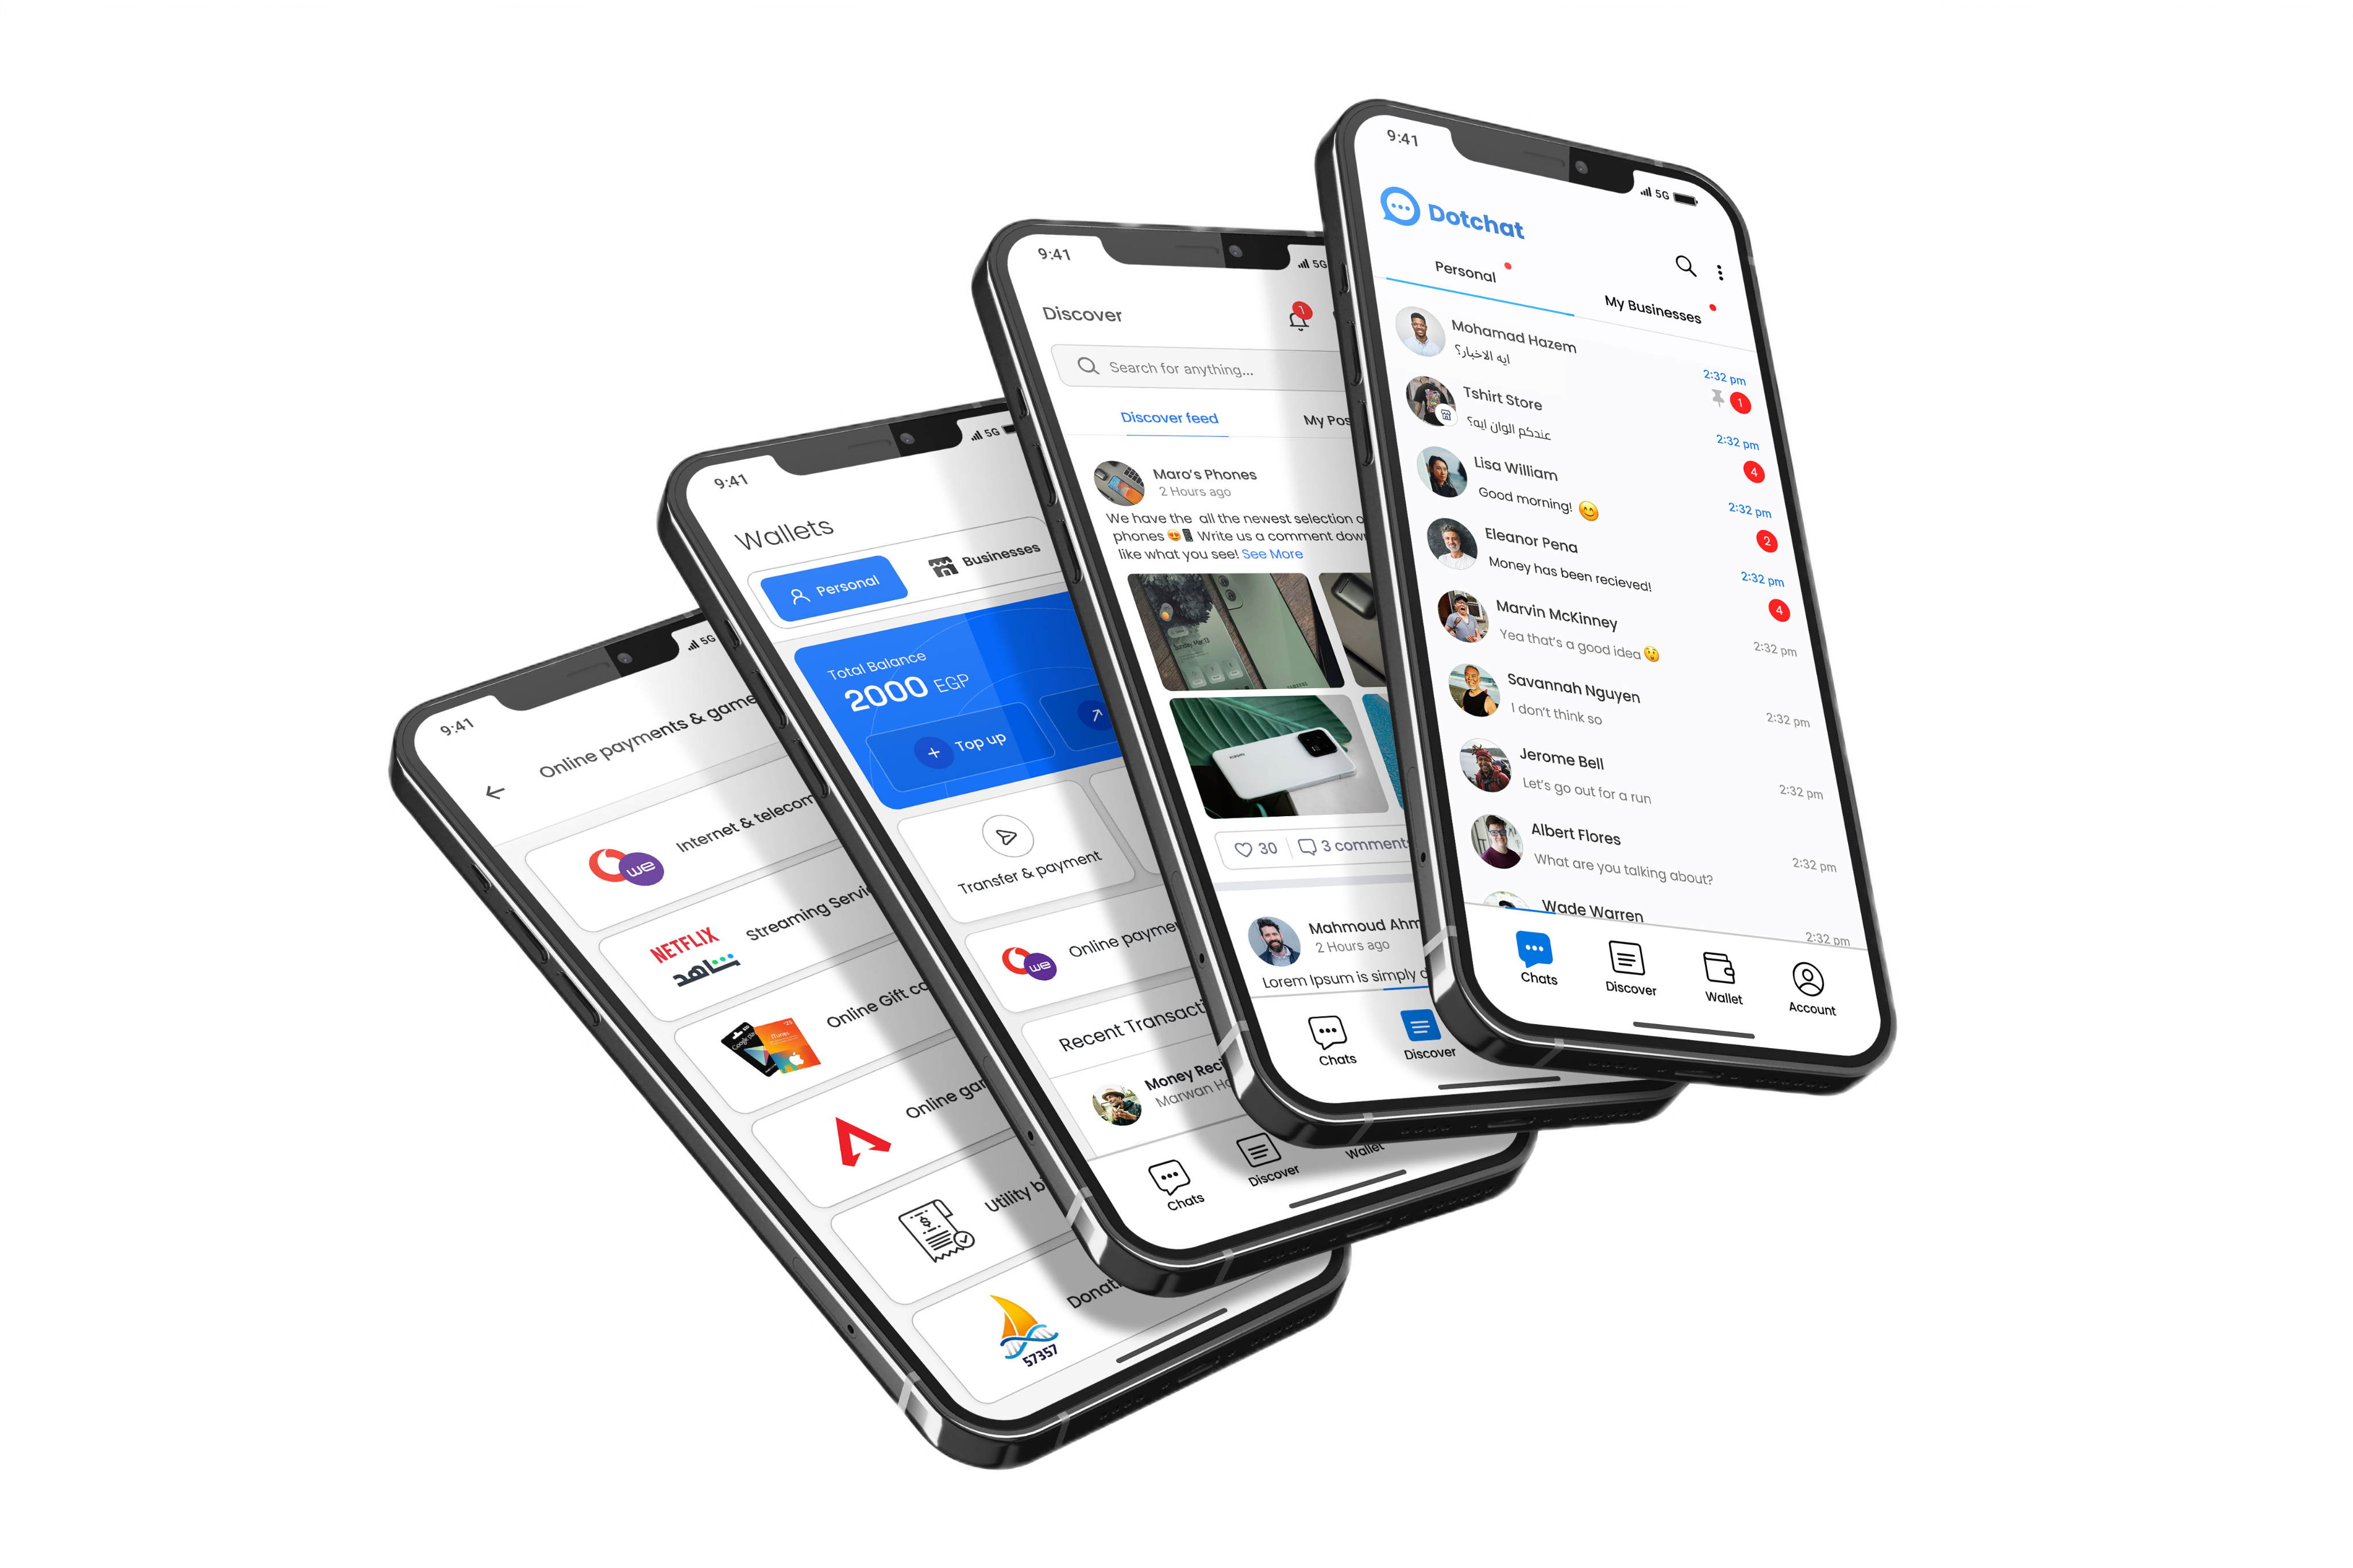 9:41
5G
Online payments & game
Internet & telecom
we
NETFLIX
شاهد
Streaming Servi
Google play
iTunes
Online Gift
Online
Utility
57357
Donat
9:41
5G
Wallets
Personal
Businesses
Total Balance
2000 EGP
+ Top up
Transfer & payment
we
Online payme
Recent Transacti
Money Reci
Marwan
Chats
Discover
Wallet
9:41
5G
Discover
1
Search for anything...
Discover feed
My Pos
Maro's Phones
2 Hours ago
We have the all the newest selection o
phones 😍📱 Write us a comment dow
like what you see! See More
XIAOMI
SAMSUNG
30
3 comments
Mahmoud Ahm
2 Hours ago
Lorem Ipsum is simply
Chats
Discover
9:41
5G
Dotchat
Personal
My Businesses
Mohamad Hazem
ايه الاخبار؟
2:32 pm
1
Tshirt Store
عندكم الوان ايه؟
2:32 pm
4
Lisa William
Good morning! 😊
2:32 pm
2
Eleanor Pena
Money has been recieved!
2:32 pm
4
Marvin McKinney
Yea that's a good idea 😲
2:32 pm
Savannah Nguyen
I don't think so
2:32 pm
Jerome Bell
Let's go out for a run
2:32 pm
Albert Flores
What are you talking about?
2:32 pm
Wade Warren
2:32 pm
Chats
Discover
Wallet
Account